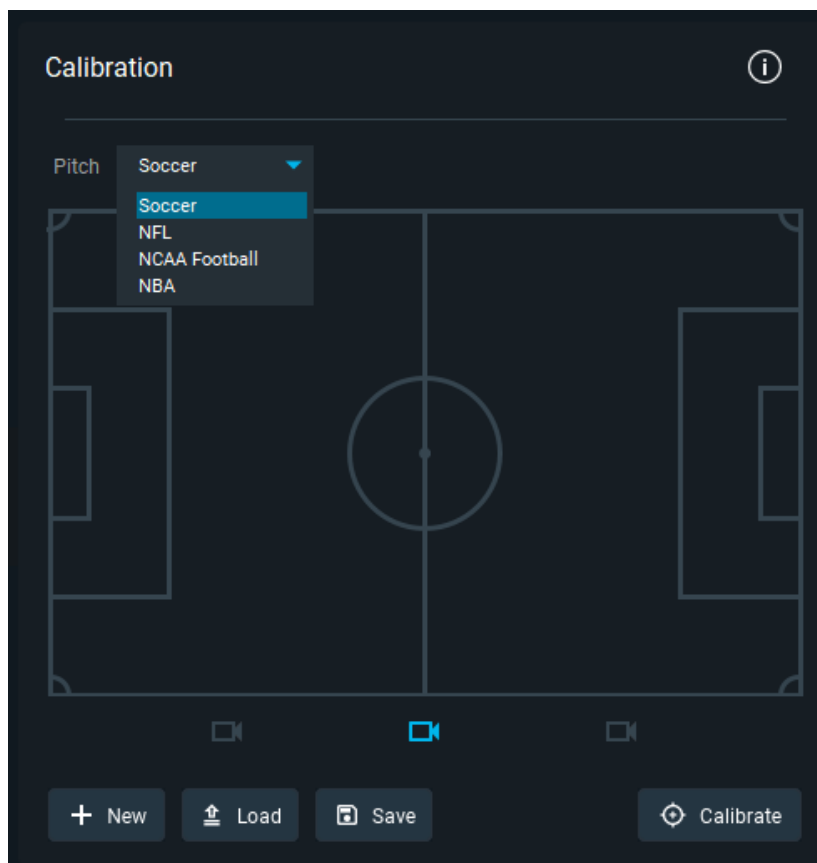 Calibration
Pitch Soccer
Soccer
NFL
NCAA Football
NBA
New Load Save Calibrate